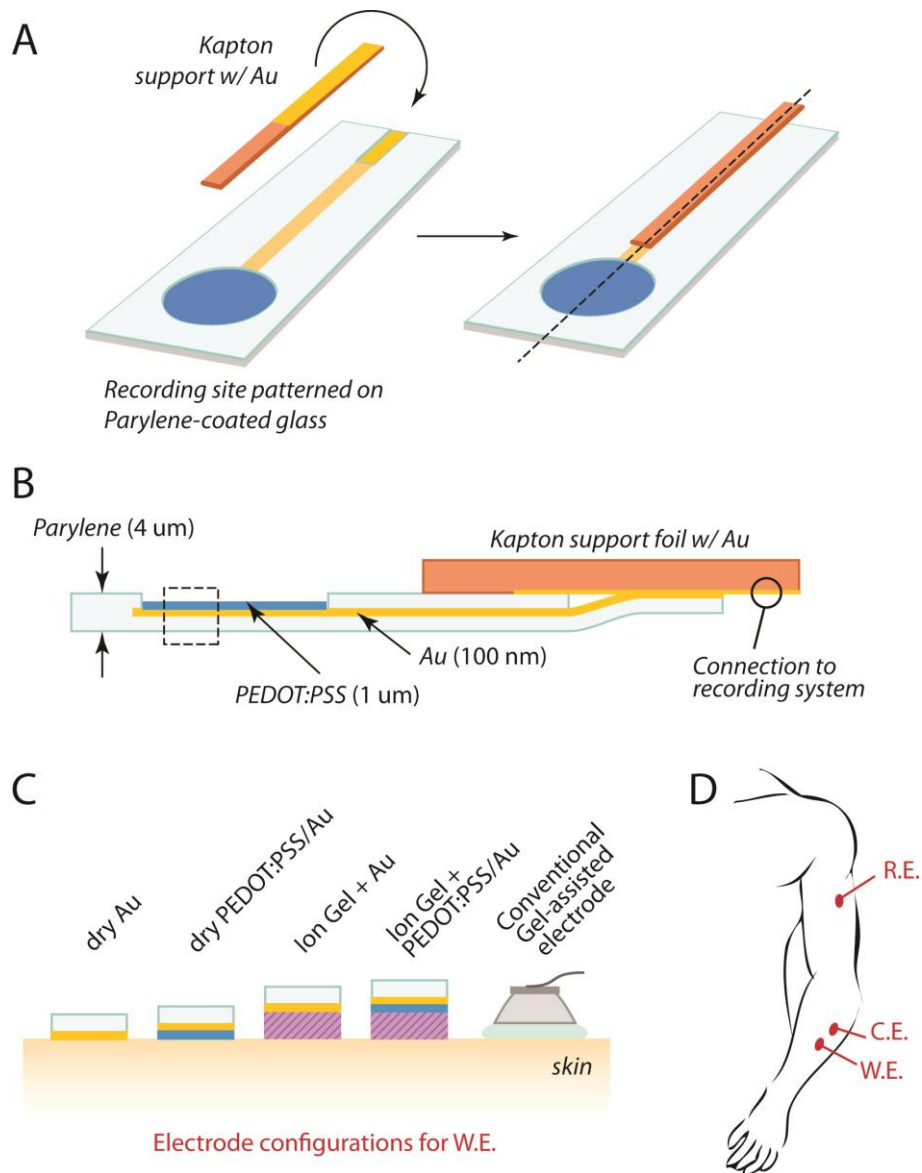 A
Kapton
support w/ Au
Recording site patterned on
Parylene-coated glass
B
Parylene (4 um)
Kapton support foil w/ Au
Au (100 nm)
PEDOT:PSS (1 um)
Connection to
recording system
C
dry Au
dry PEDOT:PSS/Au
Ion Gel + Au
Ion Gel +
PEDOT:PSS/Au
Conventional
Gel-assisted
electrode
skin
Electrode configurations for W.E.
D
R.E.
C.E.
W.E.